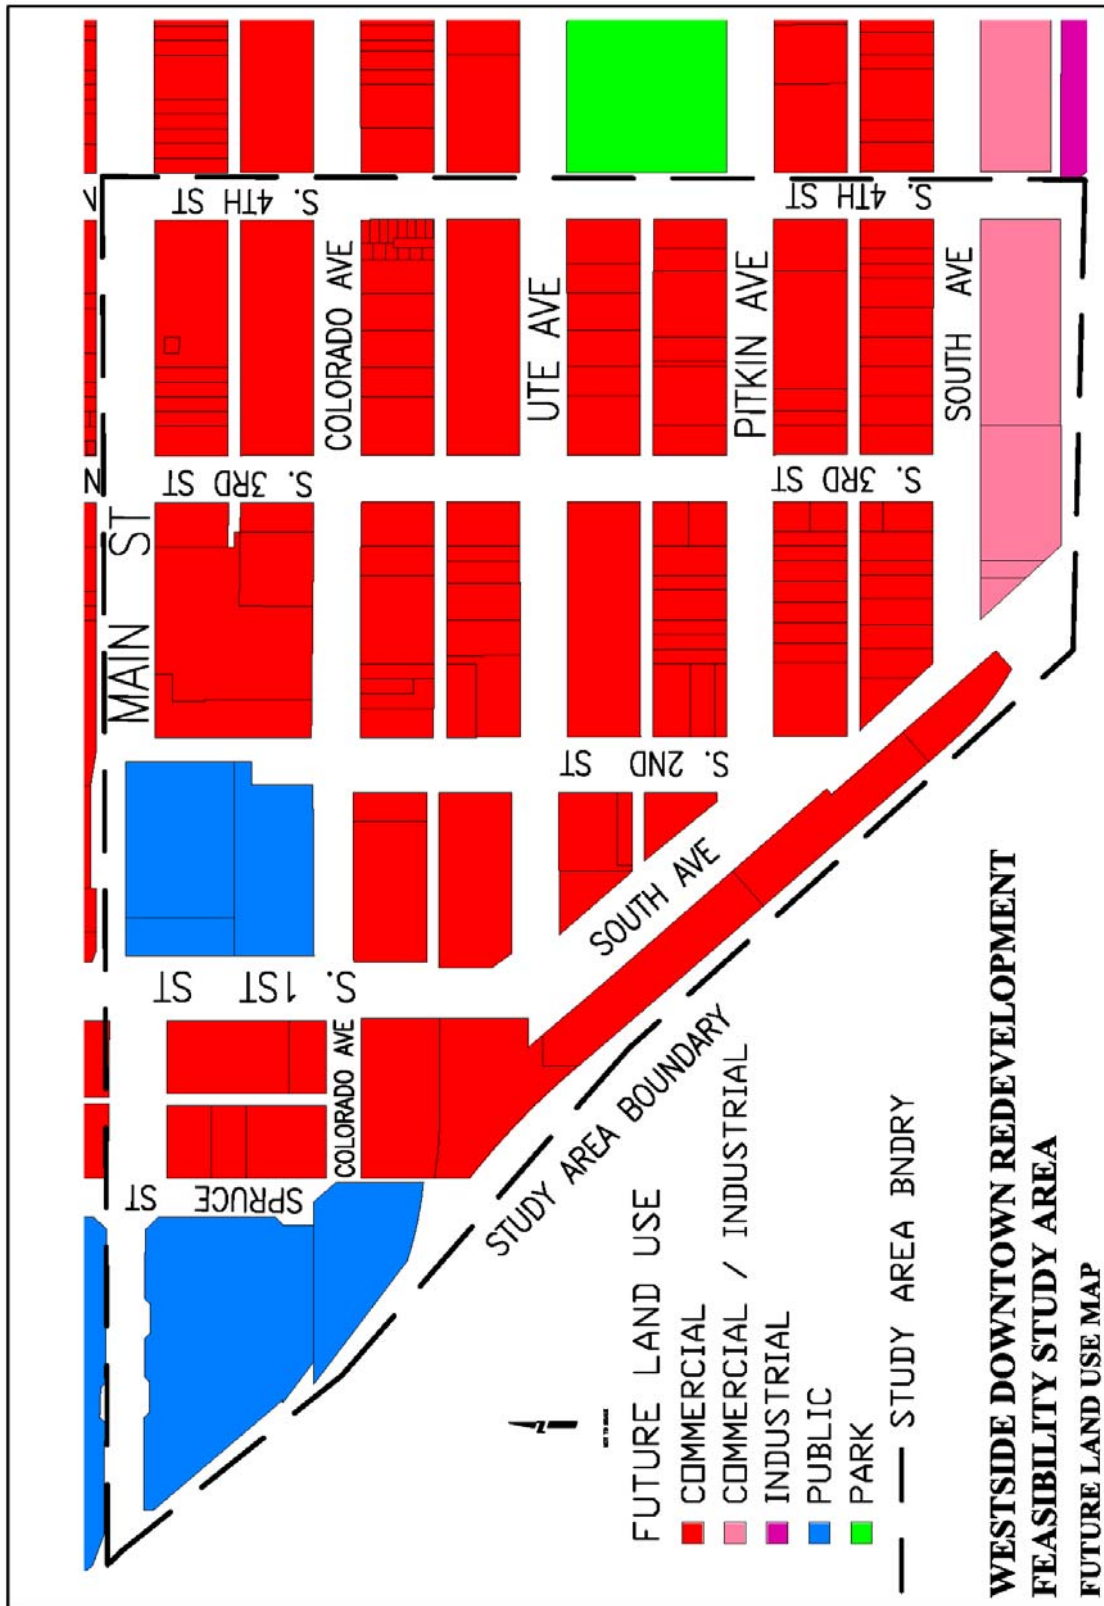 MAIN ST
N
N
S. 4TH ST
S. 4TH ST
COLORADO AVE
UTE AVE
PITKIN AVE
SOUTH AVE
S. 3RD ST
S. 3RD ST
S. 2ND ST
SOUTH AVE
S. 1ST ST
COLORADO AVE
SPRUCE ST
STUDY AREA BOUNDARY
FUTURE LAND USE
COMMERCIAL
COMMERCIAL / INDUSTRIAL
INDUSTRIAL
PUBLIC
PARK
STUDY AREA BNDRY
WESTSIDE DOWNTOWN REDEVELOPMENT
FEASIBILITY STUDY AREA
FUTURE LAND USE MAP